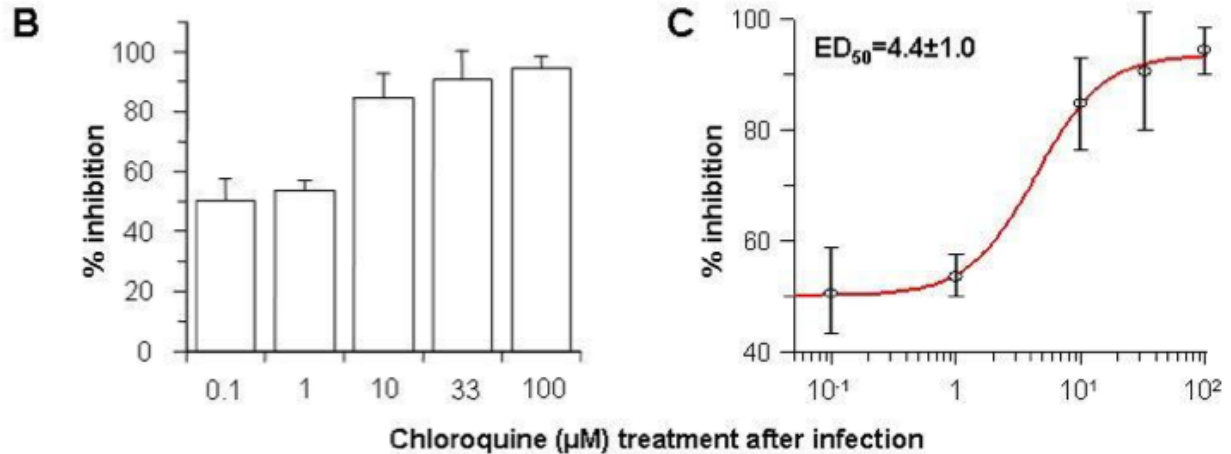 B
% inhibition
100
80
60
40
20
0
0.1 1 10 33 100
C
ED₅₀=4.4±1.0
% inhibition
100
80
60
40
10⁻¹ 1 10¹ 10²
Chloroquine (µM) treatment after infection